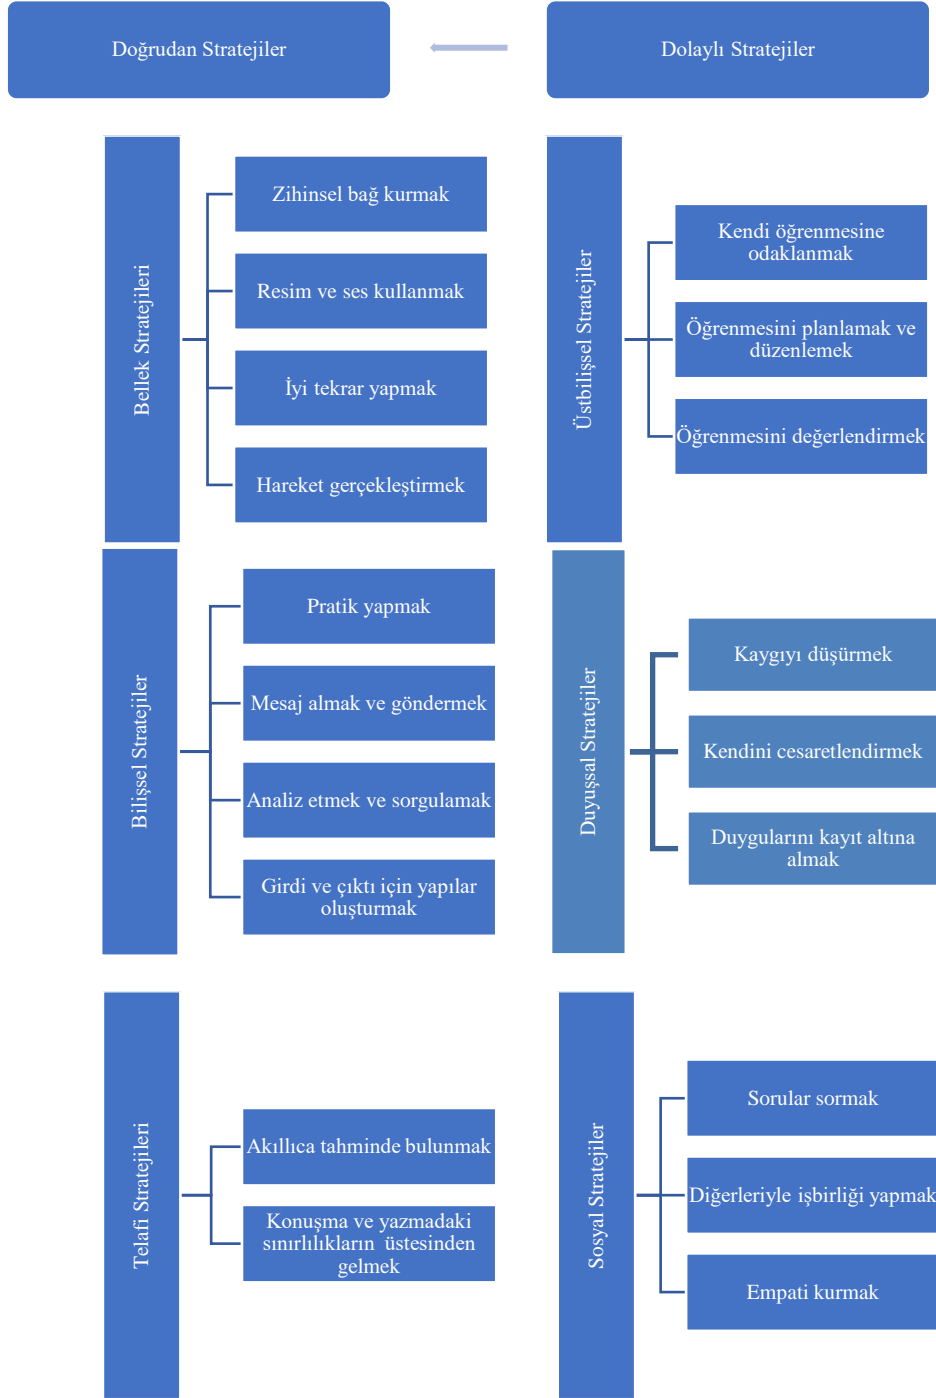 Doğrudan Stratejiler
Dolaylı Stratejiler
Bellek Stratejileri
Zihinsel bağ kurmak
Resim ve ses kullanmak
İyi tekrar yapmak
Hareket gerçekleştirmek
Üstbilişsel Stratejiler
Kendi öğrenmesine
odaklanmak
Öğrenmesini planlamak ve
düzenlemek
Öğrenmesini değerlendirmek
Bilişsel Stratejiler
Pratik yapmak
Mesaj almak ve göndermek
Analiz etmek ve sorgulamak
Girdi ve çıktı için yapılar
oluşturmak
Duyuşsal Stratejiler
Kaygıyı düşürmek
Kendini cesaretlendirmek
Duygularını kayıt altına
almak
Telafi Stratejileri
Akıllıca tahminde bulunmak
Konuşma ve yazmadaki
sınırlılıkların üstesinden
gelmek
Sosyal Stratejiler
Sorular sormak
Diğerleriyle işbirliği yapmak
Empati kurmak